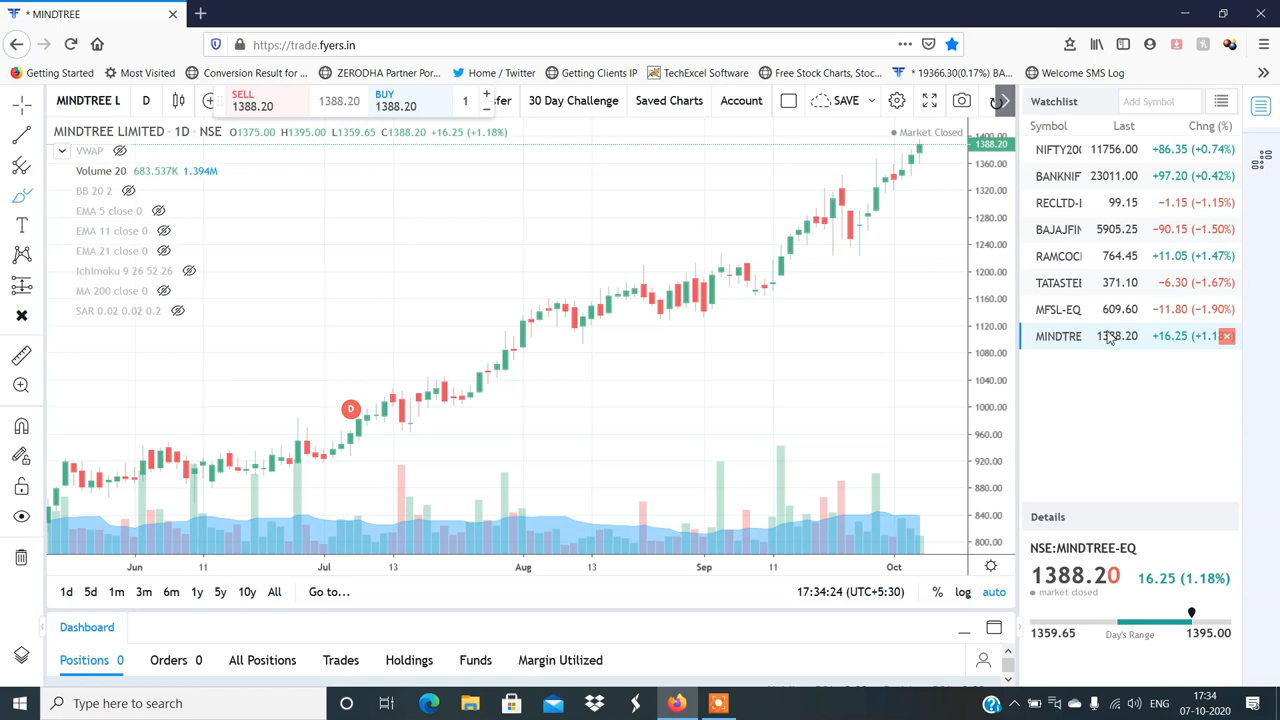 * MINDTREE
https://trade.fyers.in
Getting Started
Most Visited
Conversion Result for ...
ZERODHA Partner Por...
Home / Twitter
Getting Clients IP
TechExcel Software
Free Stock Charts, Stoc...
* 19366.30(0.17%) BA...
Welcome SMS Log
MINDTREE L
D
SELL
1388.20
1388.20
BUY
1388.20
1
30 Day Challenge
Saved Charts
Account
SAVE
MINDTREE LIMITED · 1D · NSE O1375.00 H1395.00 L1359.65 C1388.20 +16.25 (+1.18%)
Market Closed
VWAP
Volume 20 683.537K 1.394M
BB 20 2
EMA 5 close 0
EMA 11 close 0
EMA 21 close 0
Ichimoku 9 26 52 26
MA 200 close 0
SAR 0.02 0.02 0.2
D
1400.00
1388.20
1360.00
1320.00
1280.00
1240.00
1200.00
1160.00
1120.00
1080.00
1040.00
1000.00
960.00
920.00
880.00
840.00
800.00
Jun 11 Jul 13 Aug 13 Sep 11 Oct
1d 5d 1m 3m 6m 1y 5y 10y All Go to...
17:34:24 (UTC+5:30) % log auto
Dashboard
Positions 0 Orders 0 All Positions Trades Holdings Funds Margin Utilized
Watchlist Add Symbol
Symbol Last Chng (%)
NIFTY200 11756.00 +86.35 (+0.74%)
BANKNIF 23011.00 +97.20 (+0.42%)
RECLTD-E 99.15 −1.15 (−1.15%)
BAJAJFIN 5905.25 −90.15 (−1.50%)
RAMCOCE 764.45 +11.05 (+1.47%)
TATASTEE 371.10 −6.30 (−1.67%)
MFSL-EQ 609.60 −11.80 (−1.90%)
MINDTRE 1388.20 +16.25 (+1.18
Details
NSE:MINDTREE-EQ
1388.20 16.25 (1.18%)
market closed
1359.65 Day's Range 1395.00
Type here to search
ENG
17:34
07-10-2020